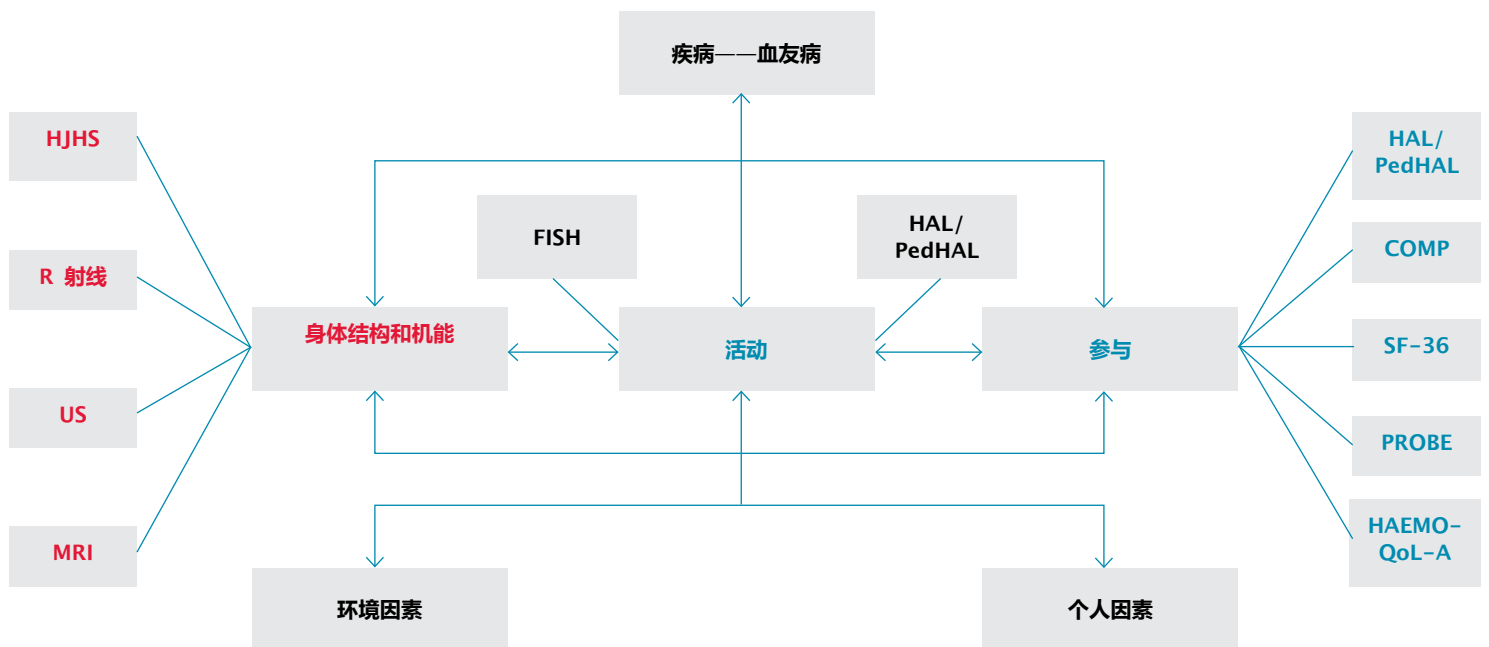 疾病——血友病
HJHS
HAL/
PedHAL
FISH
HAL/
PedHAL
COMP
R 射线
身体结构和机能
活动
参与
SF-36
US
PROBE
HAEMO-
QoL-A
MRI
环境因素
个人因素